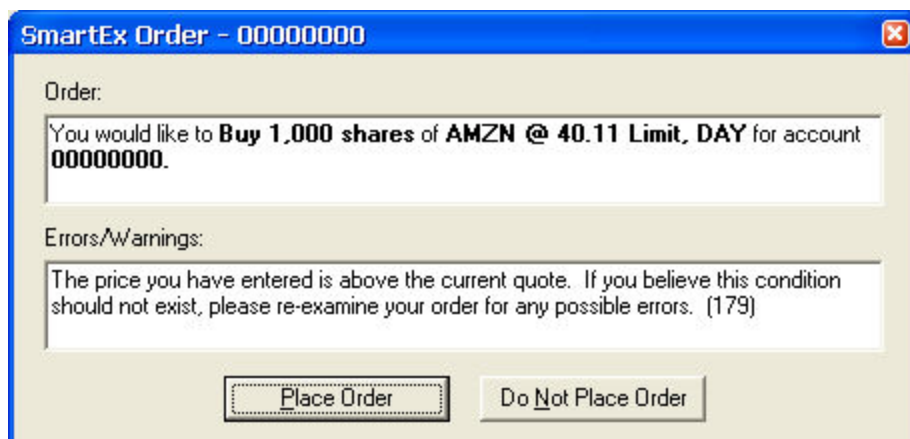 SmartEx Order - 00000000
Order:
You would like to Buy 1,000 shares of AMZN @ 40.11 Limit, DAY for account
00000000.
Errors/Warnings:
The price you have entered is above the current quote.  If you believe this condition
should not exist, please re-examine your order for any possible errors.  (179)
Place Order
Do Not Place Order